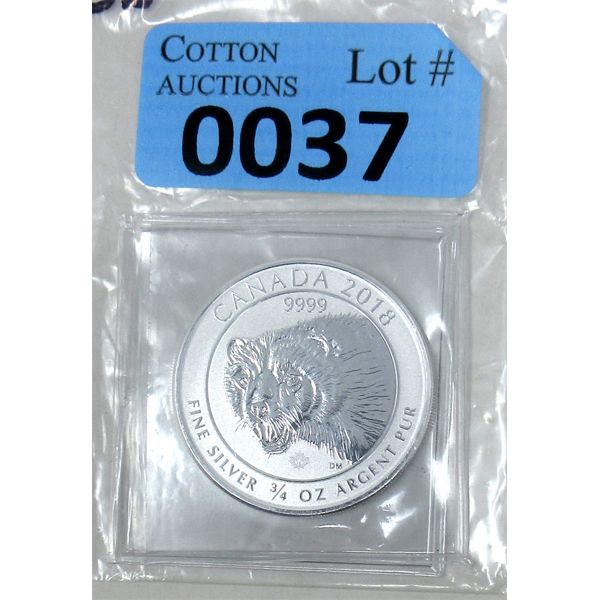 COTTON AUCTIONS Lot #
0037
CANADA 2018
9999
DM
FINE SILVER 3/4 OZ ARGENT PUR